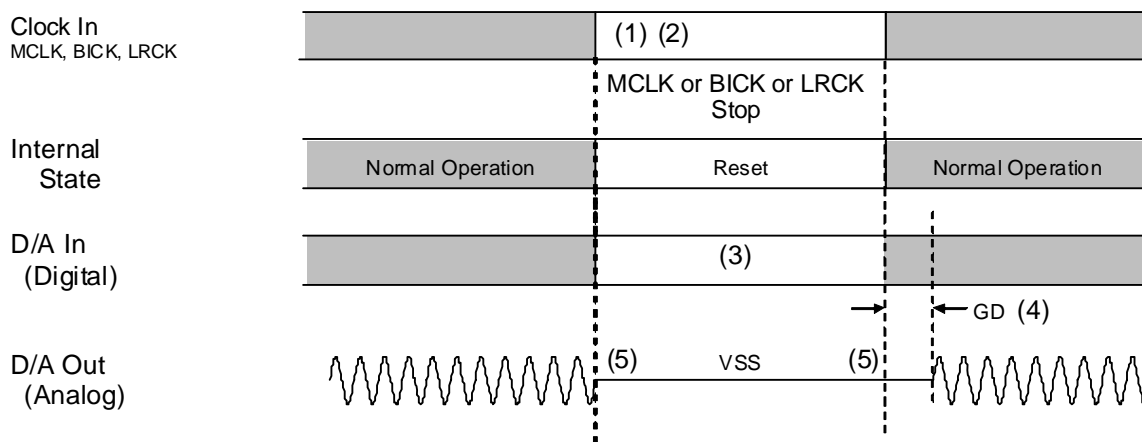 Clock In
MCLK, BICK, LRCK
(1) (2)
MCLK or BICK or LRCK
Stop
Internal
State
Normal Operation
Reset
Normal Operation
D/A In
(Digital)
(3)
GD (4)
D/A Out
(Analog)
(5)
VSS
(5)